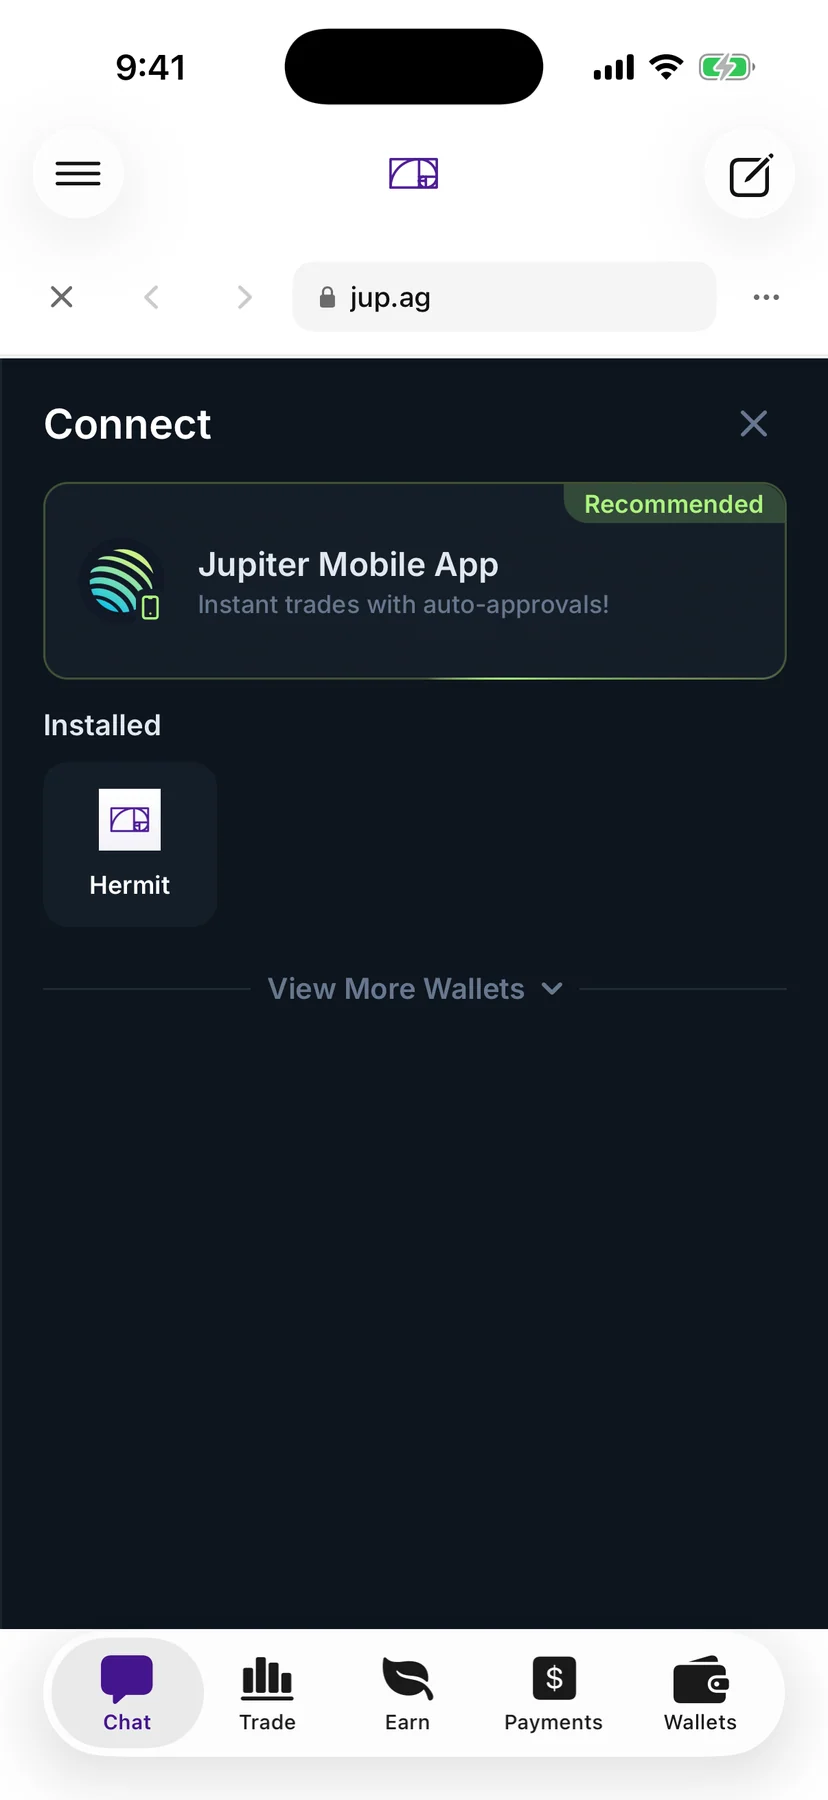 9:41
jup.ag
Connect
Recommended
Jupiter Mobile App
Instant trades with auto-approvals!
Installed
Hermit
View More Wallets
Chat
Trade
Earn
$
Payments
Wallets